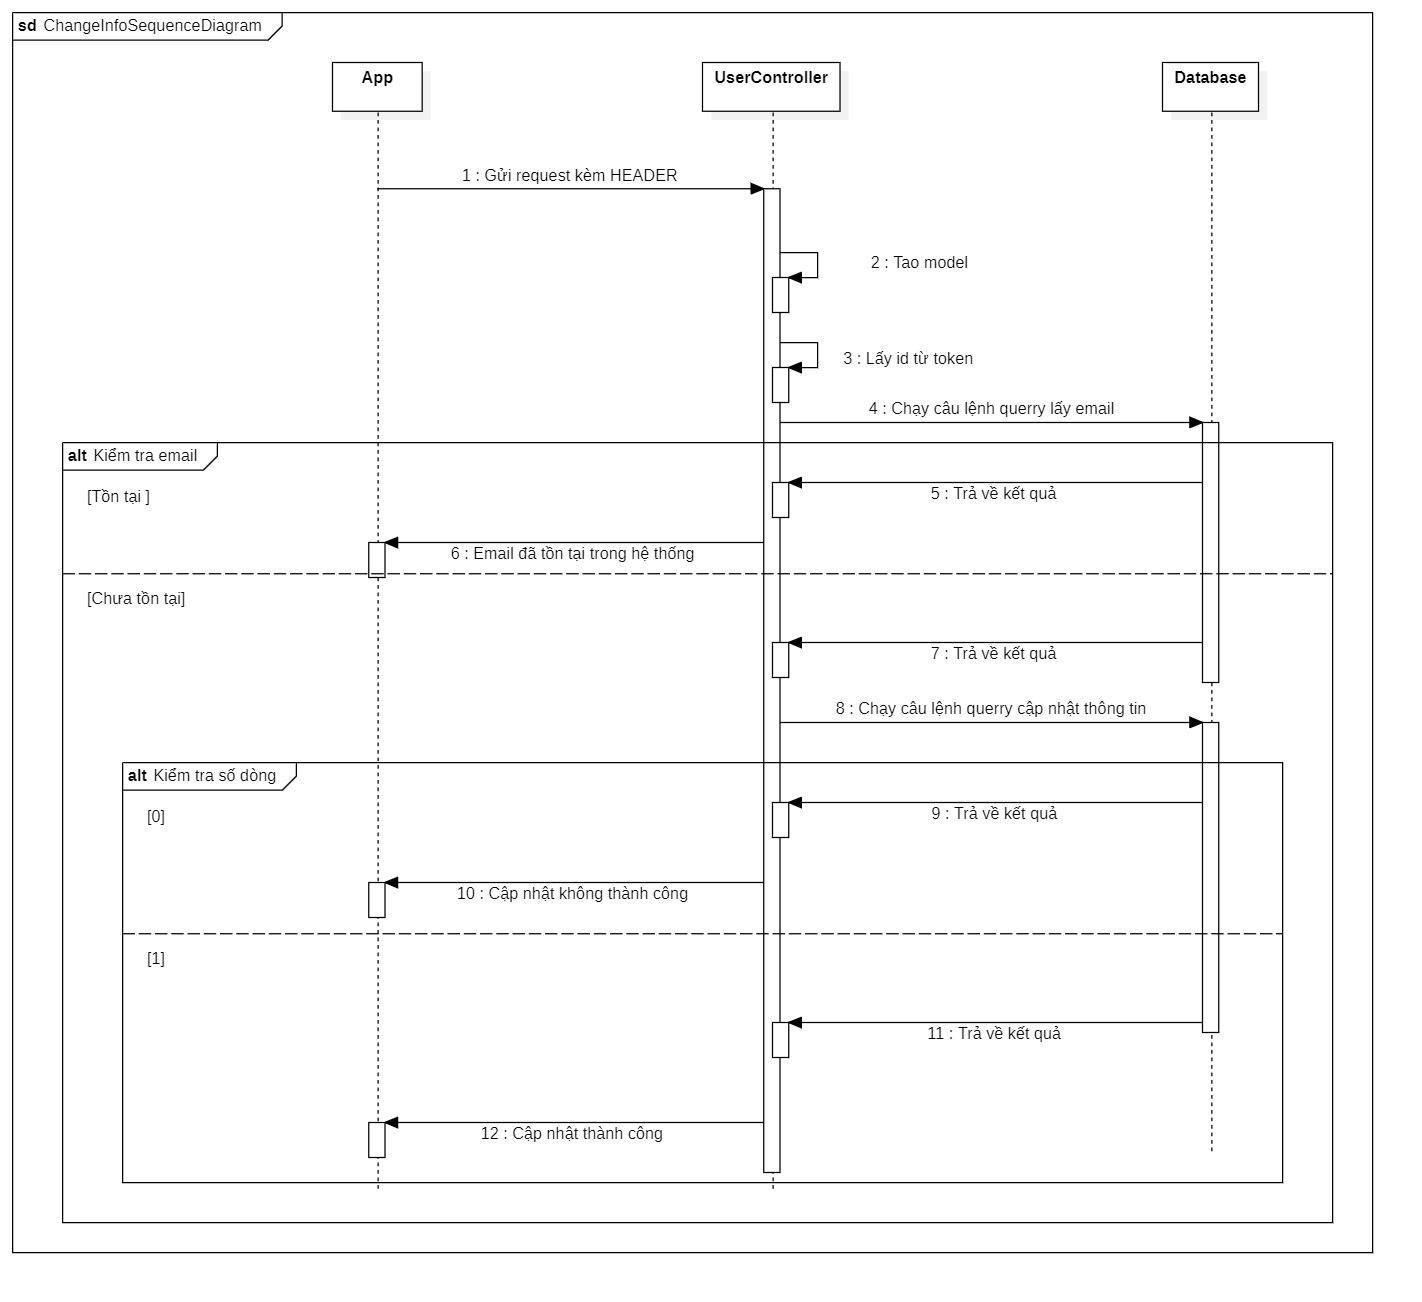 sd ChangeInfoSequenceDiagram
App
UserController
Database
1 : Gửi request kèm HEADER
2 : Tao model
3 : Lấy id từ token
4 : Chạy câu lệnh querry lấy email
alt Kiểm tra email
[Tồn tại ]
5 : Trả về kết quả
6 : Email đã tồn tại trong hệ thống
[Chưa tồn tại]
7 : Trả về kết quả
8 : Chạy câu lệnh querry cập nhật thông tin
alt Kiểm tra số dòng
[0]
9 : Trả về kết quả
10 : Cập nhật không thành công
[1]
11 : Trả về kết quả
12 : Cập nhật thành công